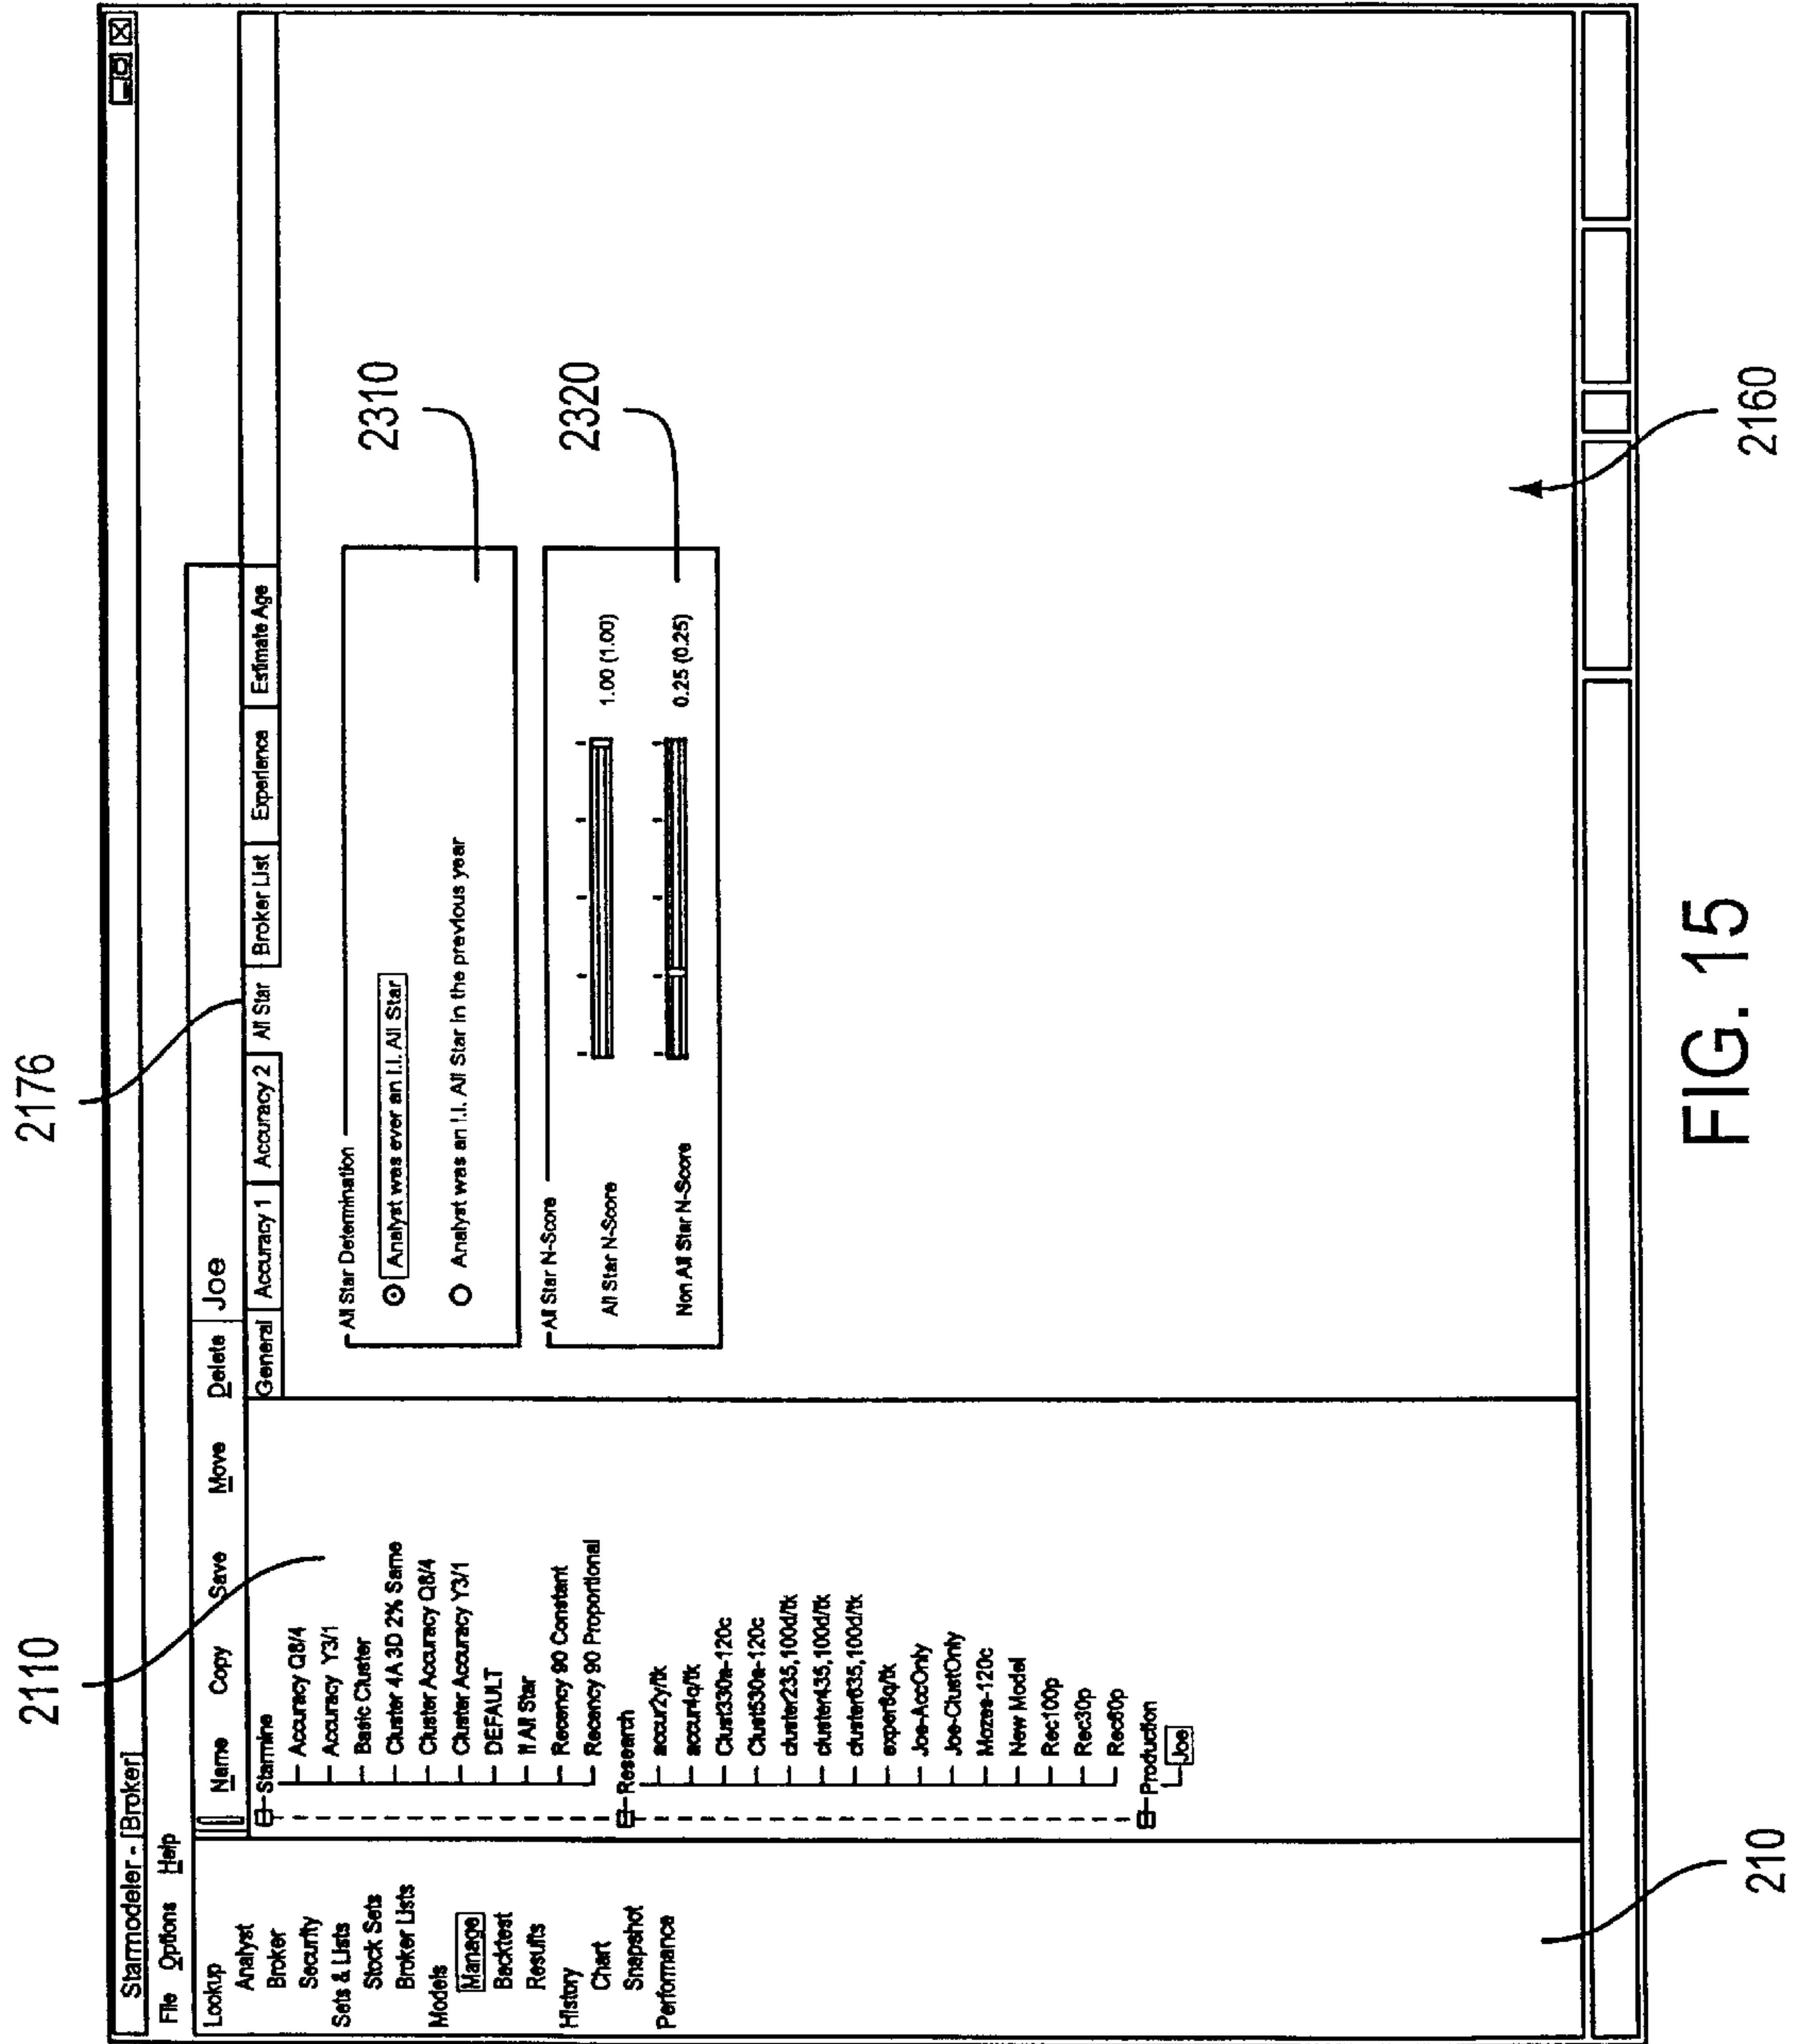 2176
2110
Starmodeler - [Broker]
File Options Help
Name Copy Save Move Delete Joe
General Accuracy 1 Accuracy 2 All Star Broker List Experience Estimate Age
Lookup
Analyst
Broker
Security
Sets & Lists
Stock Sets
Broker Lists
Models
Manage
Backtest
Results
History
Chart
Snapshot
Performance
Starmine
Accuracy Q8/4
Accuracy Y3/1
Basic Cluster
Cluster 4A 3D 2% Same
Cluster Accuracy Q8/4
Cluster Accuracy Y3/1
DEFAULT
II All Star
Recency 90 Constant
Recency 90 Proportional
Research
accur2y/tk
accur4q/tk
Clust330e-120c
Clust530e-120c
cluster235,100d/tk
cluster435,100d/tk
cluster635,100d/tk
exper8q/tk
Joe-AccOnly
Joe-ClustOnly
Mozes-120c
New Model
Rec100p
Rec30p
Rec60p
Production
Joe
All Star Determination
Analyst was ever an I.I. All Star
Analyst was an I.I. All Star in the previous year
2310
All Star N-Score
All Star N-Score 1.00 (1.00)
Non All Star N-Score 0.25 (0.25)
2320
210
2160
FIG. 15